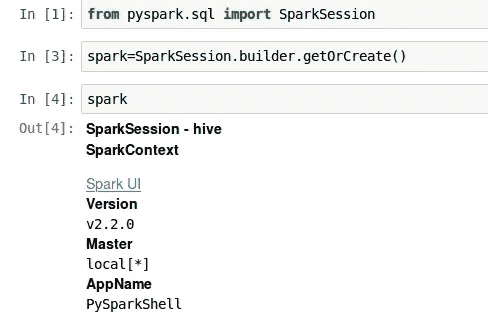 In [1]: from pyspark.sql import SparkSession
In [3]: spark=SparkSession.builder.getOrCreate()
In [4]: spark
Out[4]: SparkSession - hive
SparkContext
Spark UI
Version
v2.2.0
Master
local[*]
AppName
PySparkShell